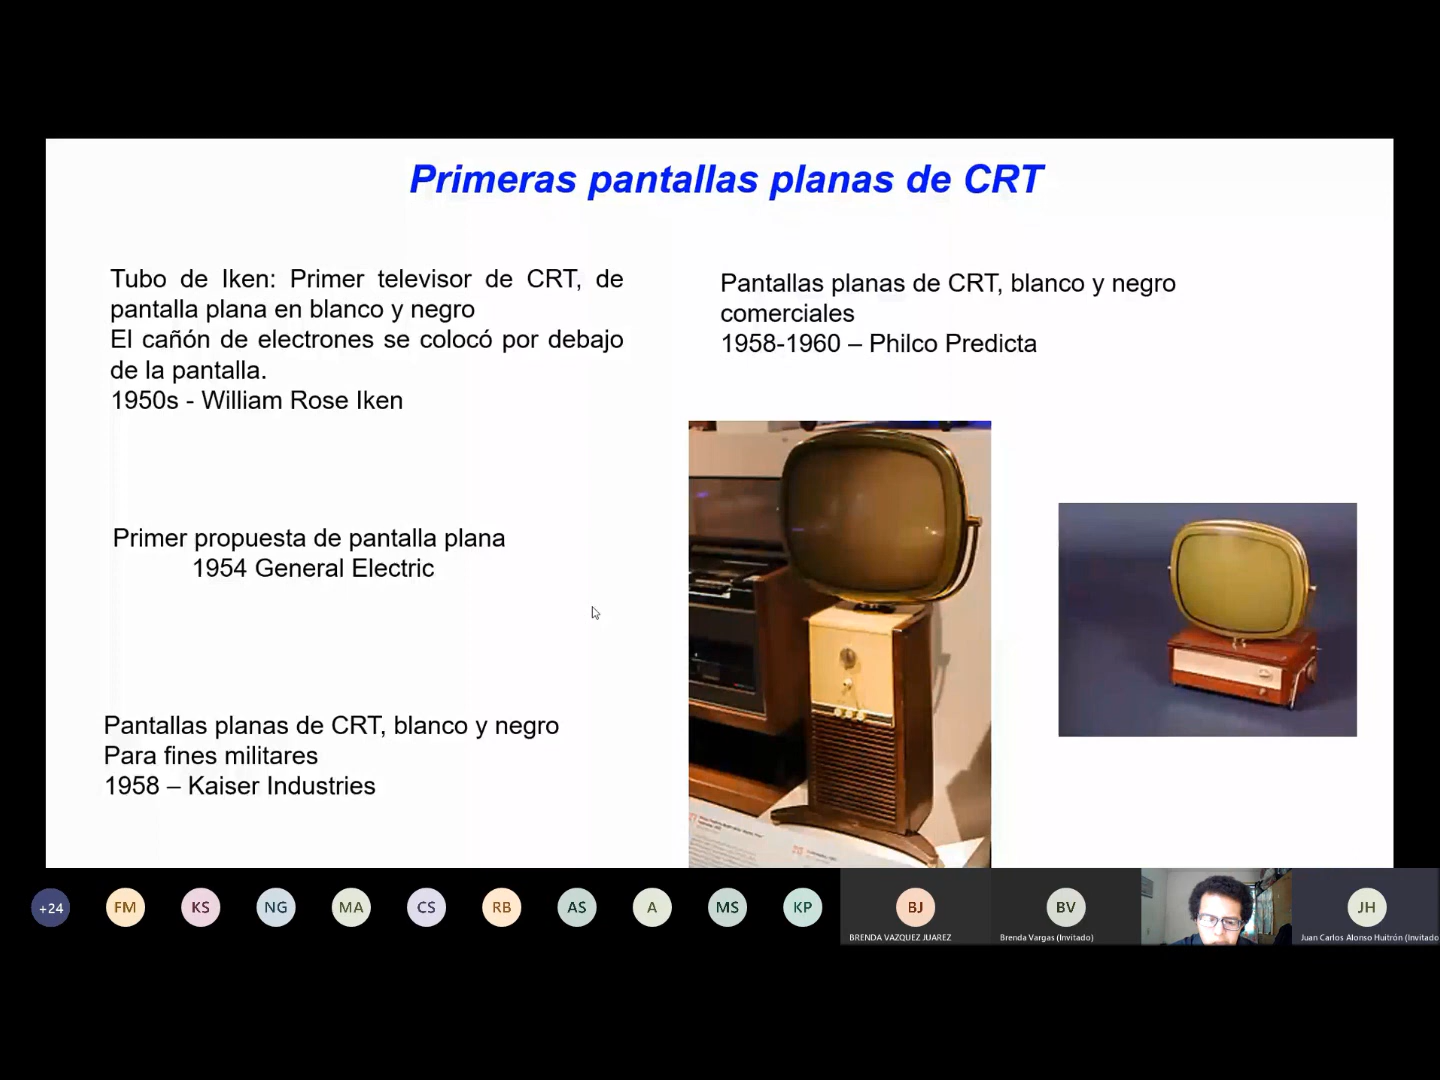 Primeras pantallas planas de CRT
Tubo de Iken: Primer televisor de CRT, de
pantalla plana en blanco y negro
El cañón de electrones se colocó por debajo
de la pantalla.
1950s - William Rose Iken
Primer propuesta de pantalla plana
1954 General Electric
Pantallas planas de CRT, blanco y negro
Para fines militares
1958 – Kaiser Industries
Pantallas planas de CRT, blanco y negro
comerciales
1958-1960 – Philco Predicta
+24
FM
KS
NG
MA
CS
RB
AS
A
MS
KP
BJ
BRENDA VAZQUEZ JUAREZ
BV
Brenda Vargas (Invitado)
JH
Juan Carlos Alonso Huitrón (Invitado